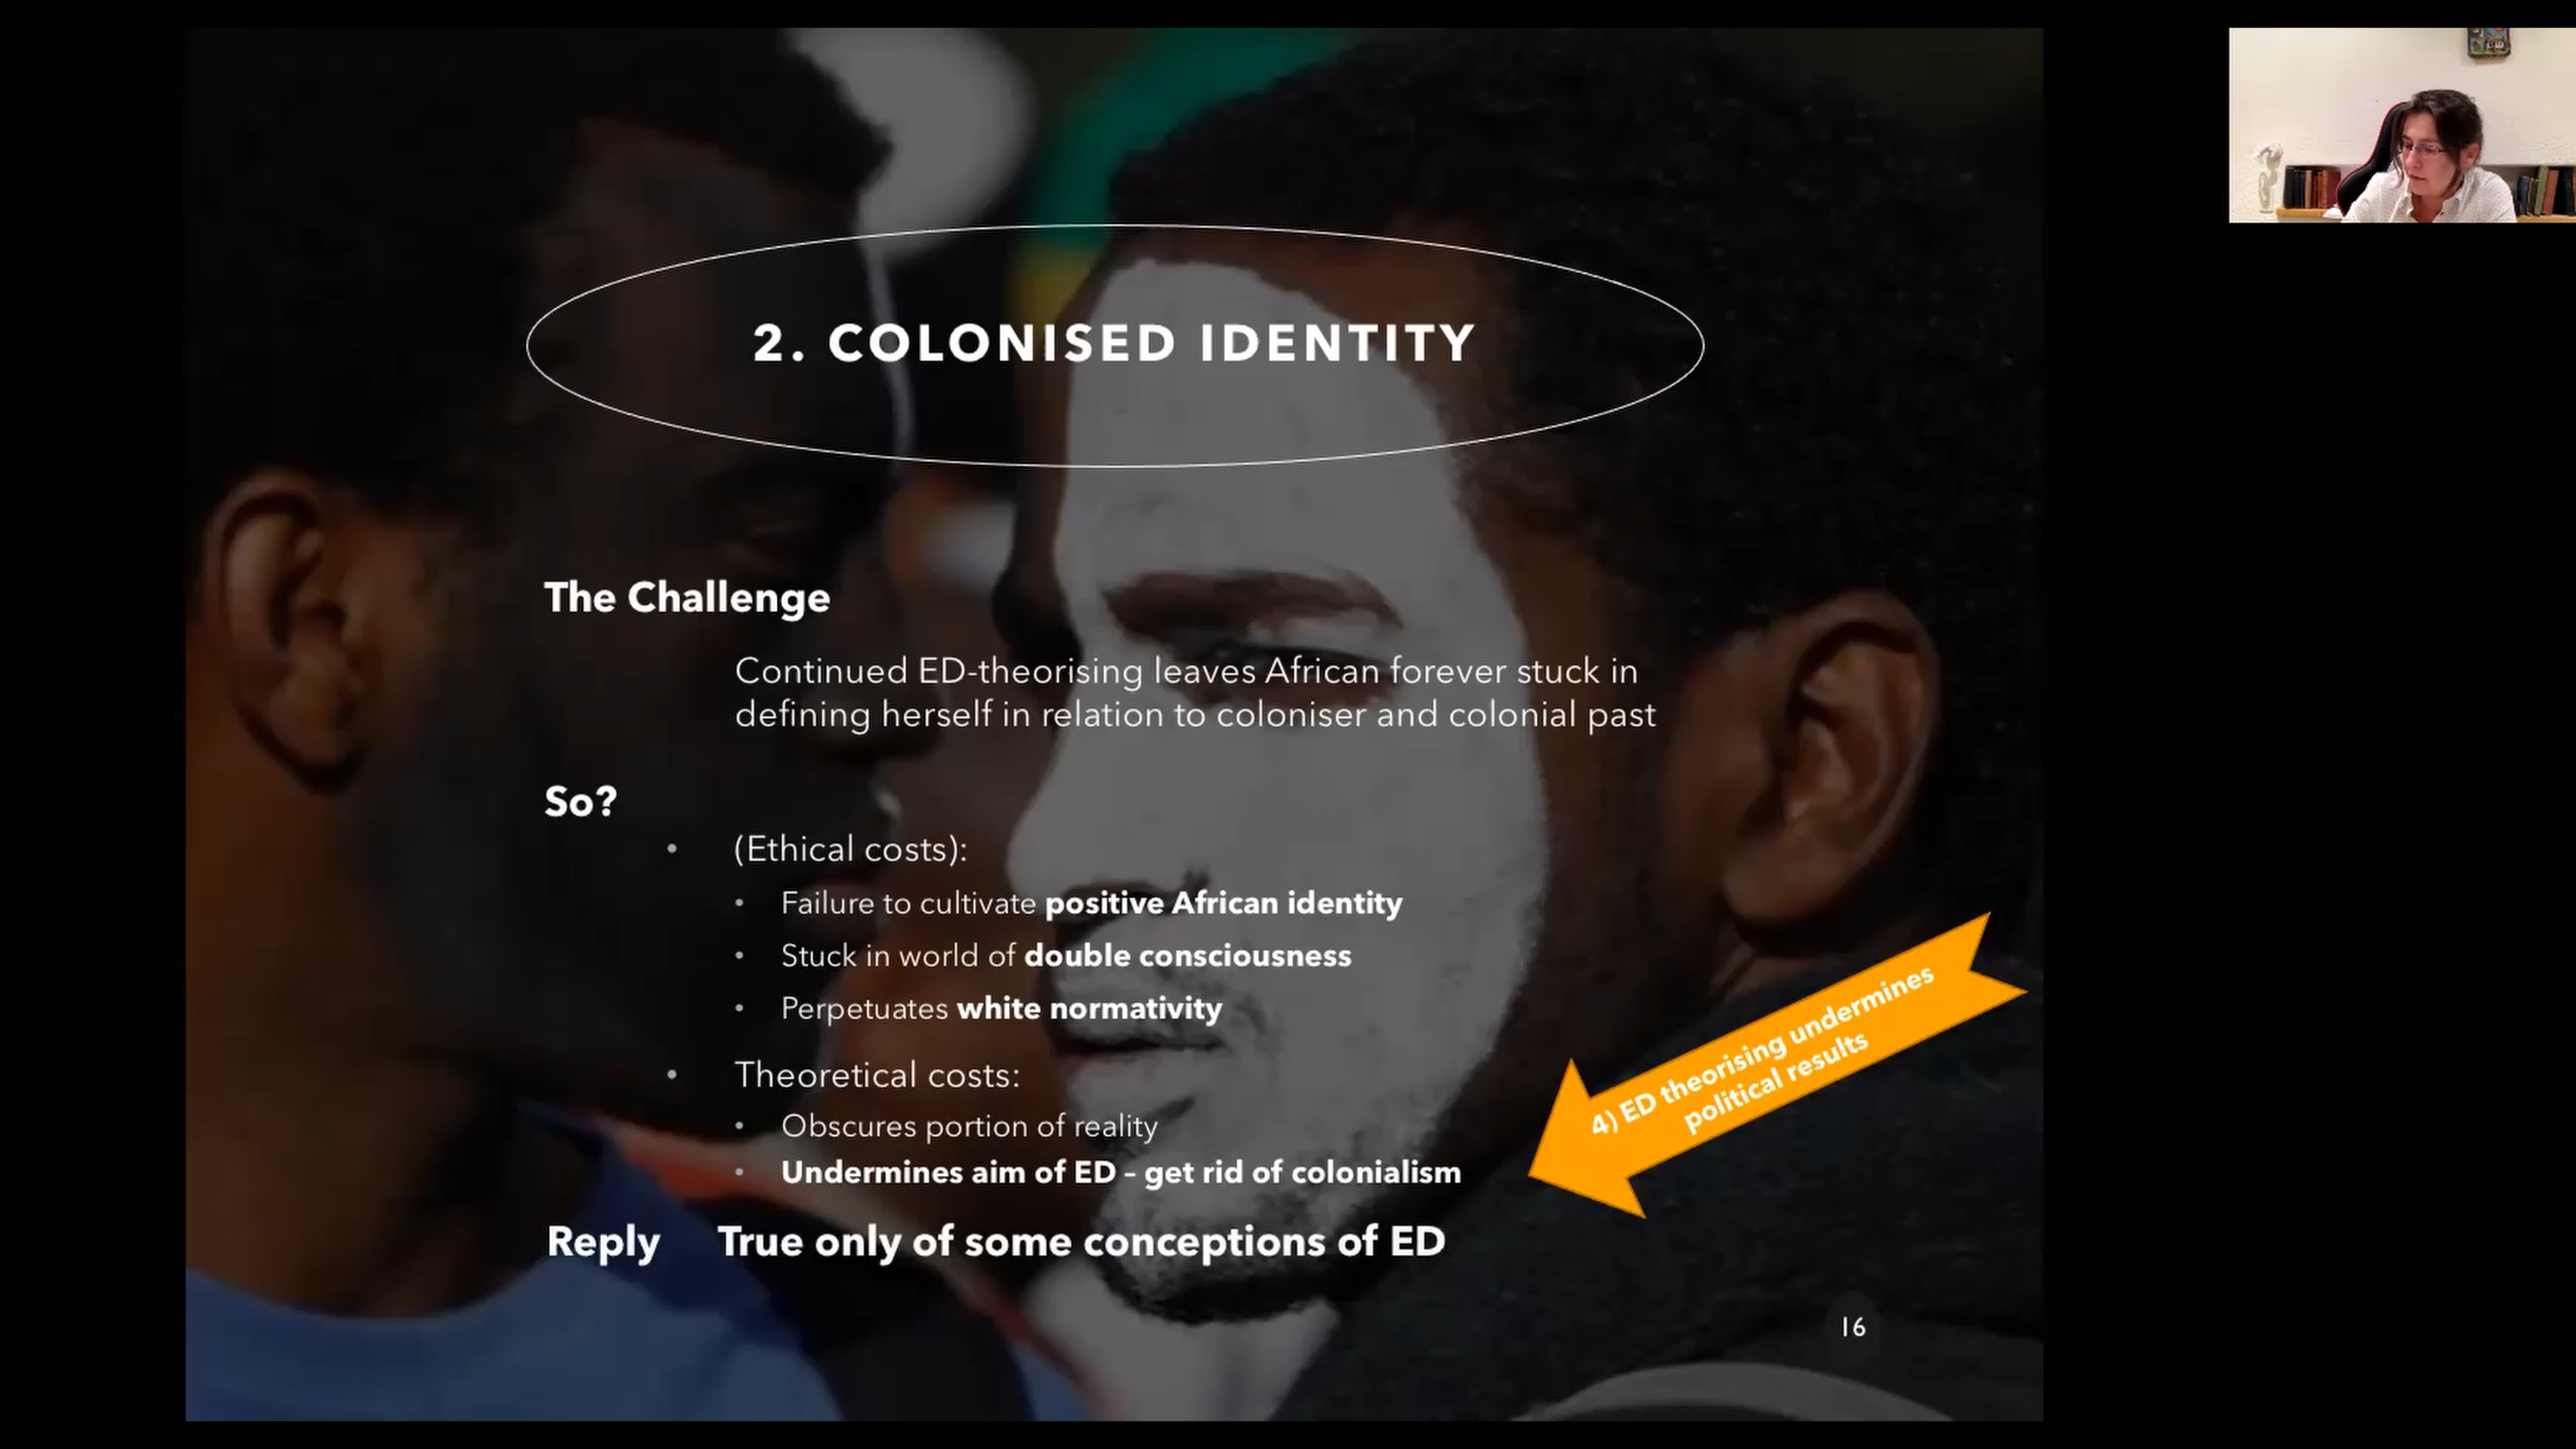 2. COLONISED IDENTITY
The Challenge
Continued ED-theorising leaves African forever stuck in
defining herself in relation to coloniser and colonial past
So?
(Ethical costs):
Failure to cultivate positive African identity
Stuck in world of double consciousness
Perpetuates white normativity
Theoretical costs:
Obscures portion of reality
Undermines aim of ED – get rid of colonialism
4) ED theorising undermines
political results
Reply True only of some conceptions of ED
16